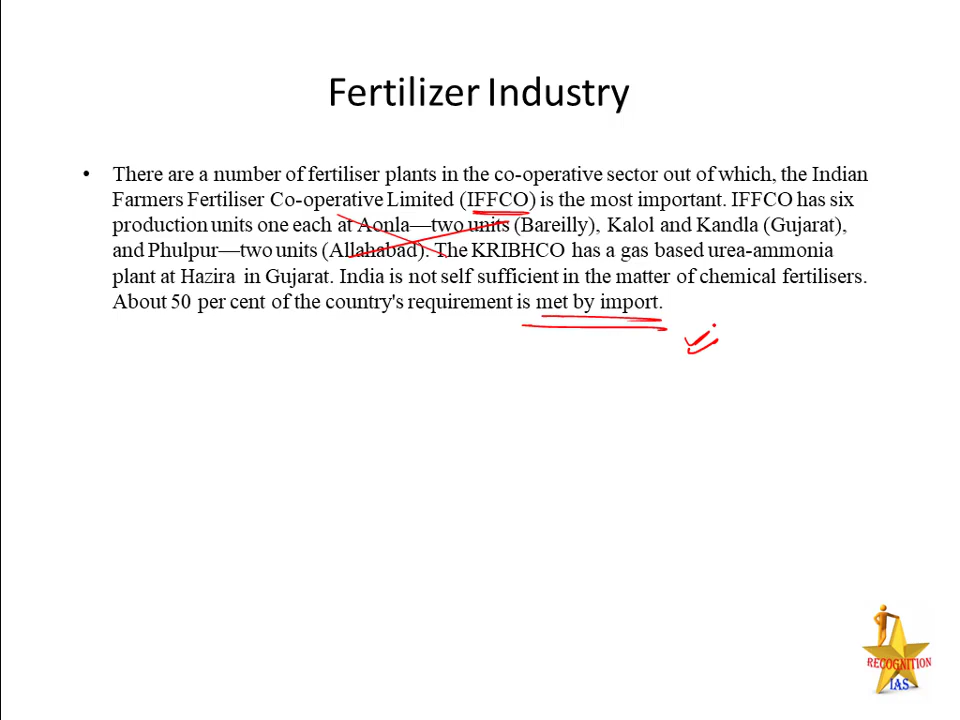 Fertilizer Industry
• There are a number of fertiliser plants in the co-operative sector out of which, the Indian
Farmers Fertiliser Co-operative Limited (IFFCO) is the most important. IFFCO has six
production units one each at Aonla—two units (Bareilly), Kalol and Kandla (Gujarat),
and Phulpur—two units (Allahabad). The KRIBHCO has a gas based urea-ammonia
plant at Hazira in Gujarat. India is not self sufficient in the matter of chemical fertilisers.
About 50 per cent of the country's requirement is met by import.
RECOGNITION
IAS